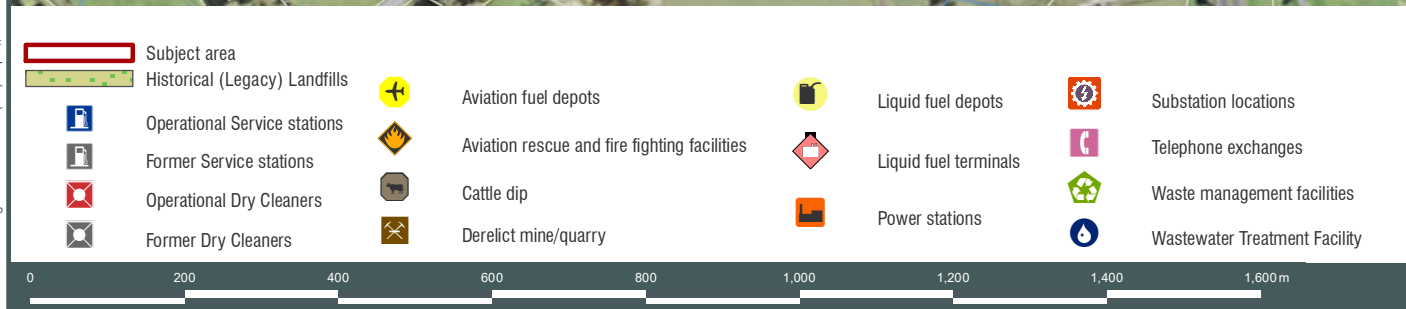 Subject area
Historical (Legacy) Landfills
Operational Service stations
Former Service stations
Operational Dry Cleaners
Former Dry Cleaners
Aviation fuel depots
Aviation rescue and fire fighting facilities
Cattle dip
Derelict mine/quarry
Liquid fuel depots
Liquid fuel terminals
Power stations
Substation locations
Telephone exchanges
Waste management facilities
Wastewater Treatment Facility
0 200 400 600 800 1,000 1,200 1,400 1,600 m